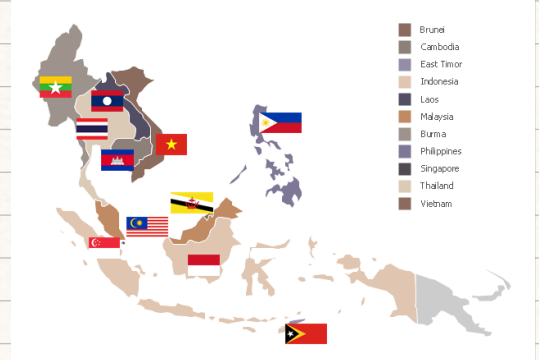 Brunei
Cambodia
East Timor
Indonesia
Laos
Malaysia
Burma
Philippines
Singapore
Thailand
Vietnam